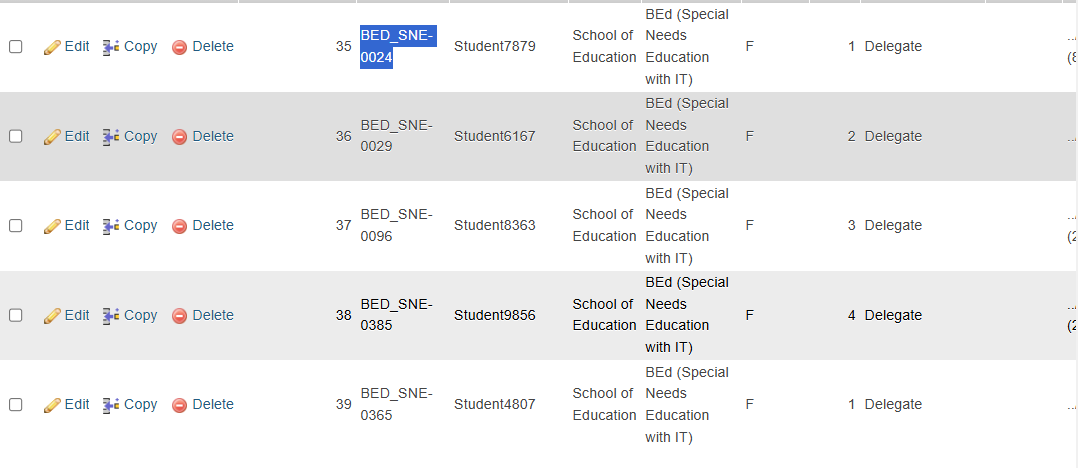 Edit Copy Delete 35 BED_SNE-0024 Student7879 School of Education BEd (Special Needs Education with IT) F 1 Delegate
Edit Copy Delete 36 BED_SNE-0029 Student6167 School of Education BEd (Special Needs Education with IT) F 2 Delegate
Edit Copy Delete 37 BED_SNE-0096 Student8363 School of Education BEd (Special Needs Education with IT) F 3 Delegate
Edit Copy Delete 38 BED_SNE-0385 Student9856 School of Education BEd (Special Needs Education with IT) F 4 Delegate
Edit Copy Delete 39 BED_SNE-0365 Student4807 School of Education BEd (Special Needs Education with IT) F 1 Delegate